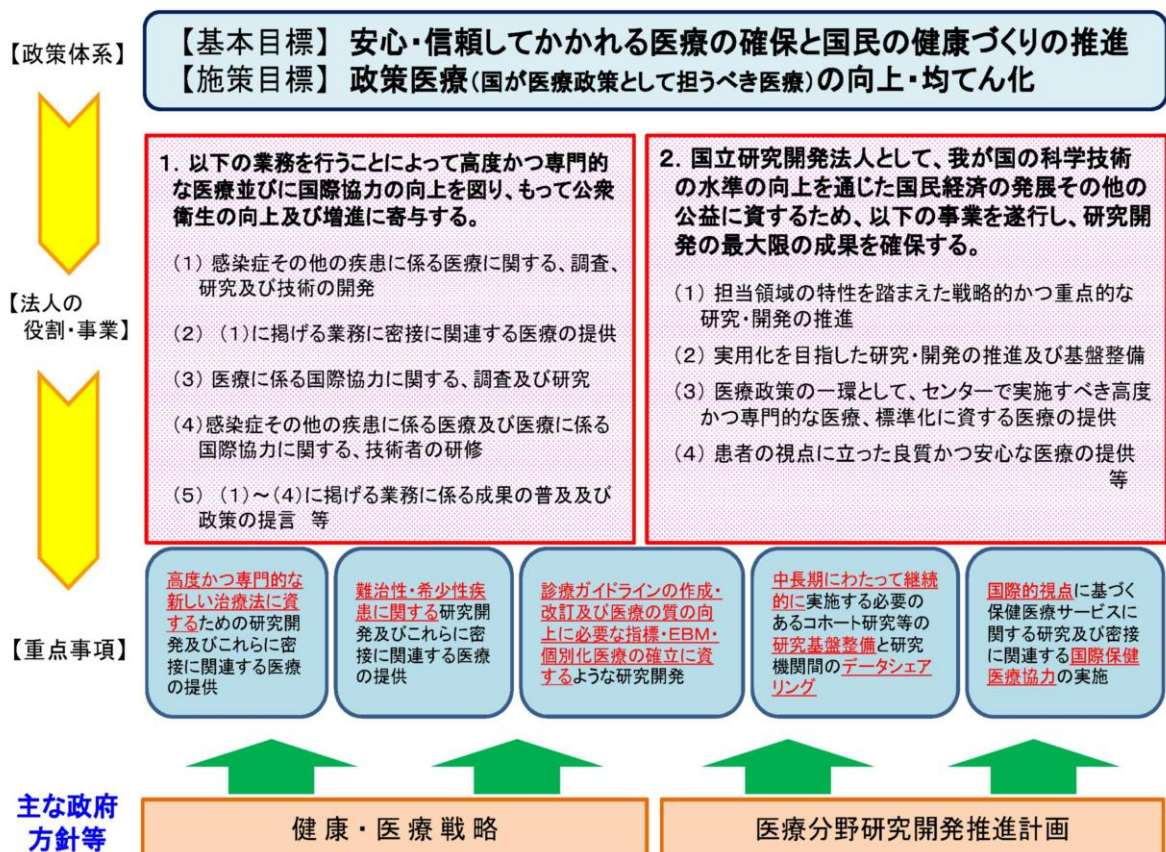 【政策体系】
【基本目標】 安心・信頼してかかれる医療の確保と国民の健康づくりの推進
【施策目標】 政策医療(国が医療政策として担うべき医療)の向上・均てん化
【法人の
役割・事業】
1. 以下の業務を行うことによって高度かつ専門的
な医療並びに国際協力の向上を図り、もって公衆
衛生の向上及び増進に寄与する。
(1) 感染症その他の疾患に係る医療に関する、調査、
研究及び技術の開発
(2) (1)に掲げる業務に密接に関連する医療の提供
(3) 医療に係る国際協力に関する、調査及び研究
(4)感染症その他の疾患に係る医療及び医療に係る
国際協力に関する、技術者の研修
(5) (1)～(4)に掲げる業務に係る成果の普及及び
政策の提言 等
2. 国立研究開発法人として、我が国の科学技術
の水準の向上を通じた国民経済の発展その他の
公益に資するため、以下の事業を遂行し、研究開
発の最大限の成果を確保する。
(1) 担当領域の特性を踏まえた戦略的かつ重点的な
研究・開発の推進
(2) 実用化を目指した研究・開発の推進及び基盤整備
(3) 医療政策の一環として、センターで実施すべき高度
かつ専門的な医療、標準化に資する医療の提供
(4) 患者の視点に立った良質かつ安心な医療の提供
等
【重点事項】
高度かつ専門的な
新しい治療法に資
するための研究開
発及びこれらに密
接に関連する医療
の提供
難治性・希少性疾
患に関する研究開
発及びこれらに密
接に関連する医療
の提供
診療ガイドラインの作成・
改訂及び医療の質の向
上に必要な指標・EBM・
個別化医療の確立に資
するような研究開発
中長期にわたって継続
的に実施する必要の
あるコホート研究等の
研究基盤整備と研究
機関間のデータシェア
リング
国際的視点に基づく
保健医療サービスに
関する研究及び密接
に関連する国際保健
医療協力の実施
主な政府
方針等
健康・医療戦略
医療分野研究開発推進計画